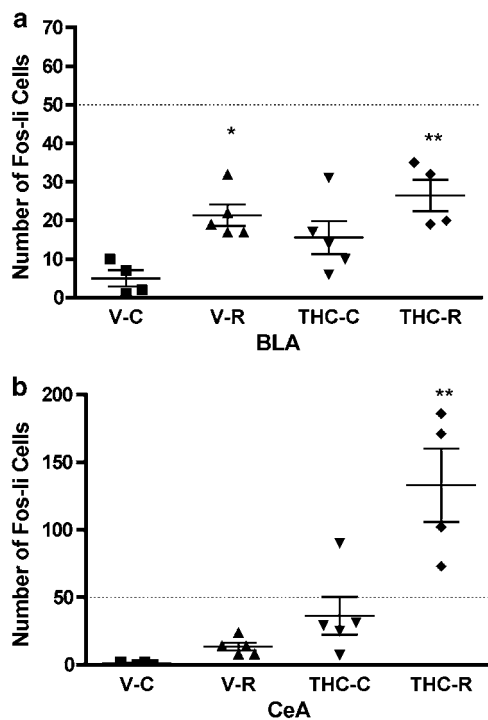 a
Number of Fos-li Cells
70
60
50
40
30
20
10
0
*
**
V-C V-R THC-C THC-R
BLA
b
Number of Fos-li Cells
200
150
100
50
0
**
V-C V-R THC-C THC-R
CeA